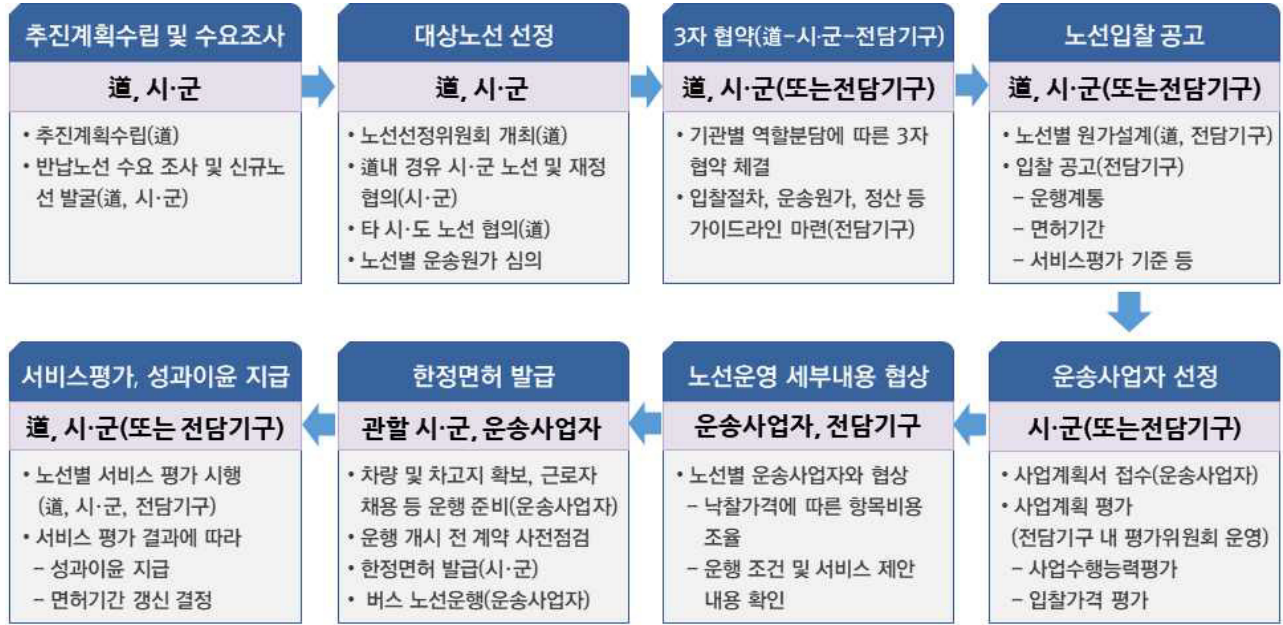 추진계획수립 및 수요조사
道, 시·군
• 추진계획수립(道)
• 반납노선 수요 조사 및 신규노
선 발굴(道, 시·군)
대상노선 선정
道, 시·군
• 노선선정위원회 개최(道)
• 道내 경유 시·군 노선 및 재정
협의(시·군)
• 타 시·도 노선 협의(道)
• 노선별 운송원가 심의
3자 협약(道-시·군-전담기구)
道, 시·군(또는전담기구)
• 기관별 역할분담에 따른 3자
협약 체결
• 입찰절차, 운송원가, 정산 등
가이드라인 마련(전담기구)
노선입찰 공고
道, 시·군(또는전담기구)
• 노선별 원가설계(道, 전담기구)
• 입찰 공고(전담기구)
– 운행계통
– 면허기간
– 서비스평가 기준 등
서비스평가, 성과이윤 지급
道, 시·군(또는 전담기구)
• 노선별 서비스 평가 시행
(道, 시·군, 전담기구)
• 서비스 평가 결과에 따라
– 성과이윤 지급
– 면허기간 갱신 결정
한정면허 발급
관할 시·군, 운송사업자
• 차량 및 차고지 확보, 근로자
채용 등 운행 준비(운송사업자)
• 운행 개시 전 계약 사전점검
• 한정면허 발급(시·군)
• 버스 노선운행(운송사업자)
노선운영 세부내용 협상
운송사업자, 전담기구
• 노선별 운송사업자와 협상
– 낙찰가격에 따른 항목비용
조율
– 운행 조건 및 서비스 제안
내용 확인
운송사업자 선정
시·군(또는전담기구)
• 사업계획서 접수(운송사업자)
• 사업계획 평가
(전담기구 내 평가위원회 운영)
– 사업수행능력평가
– 입찰가격 평가